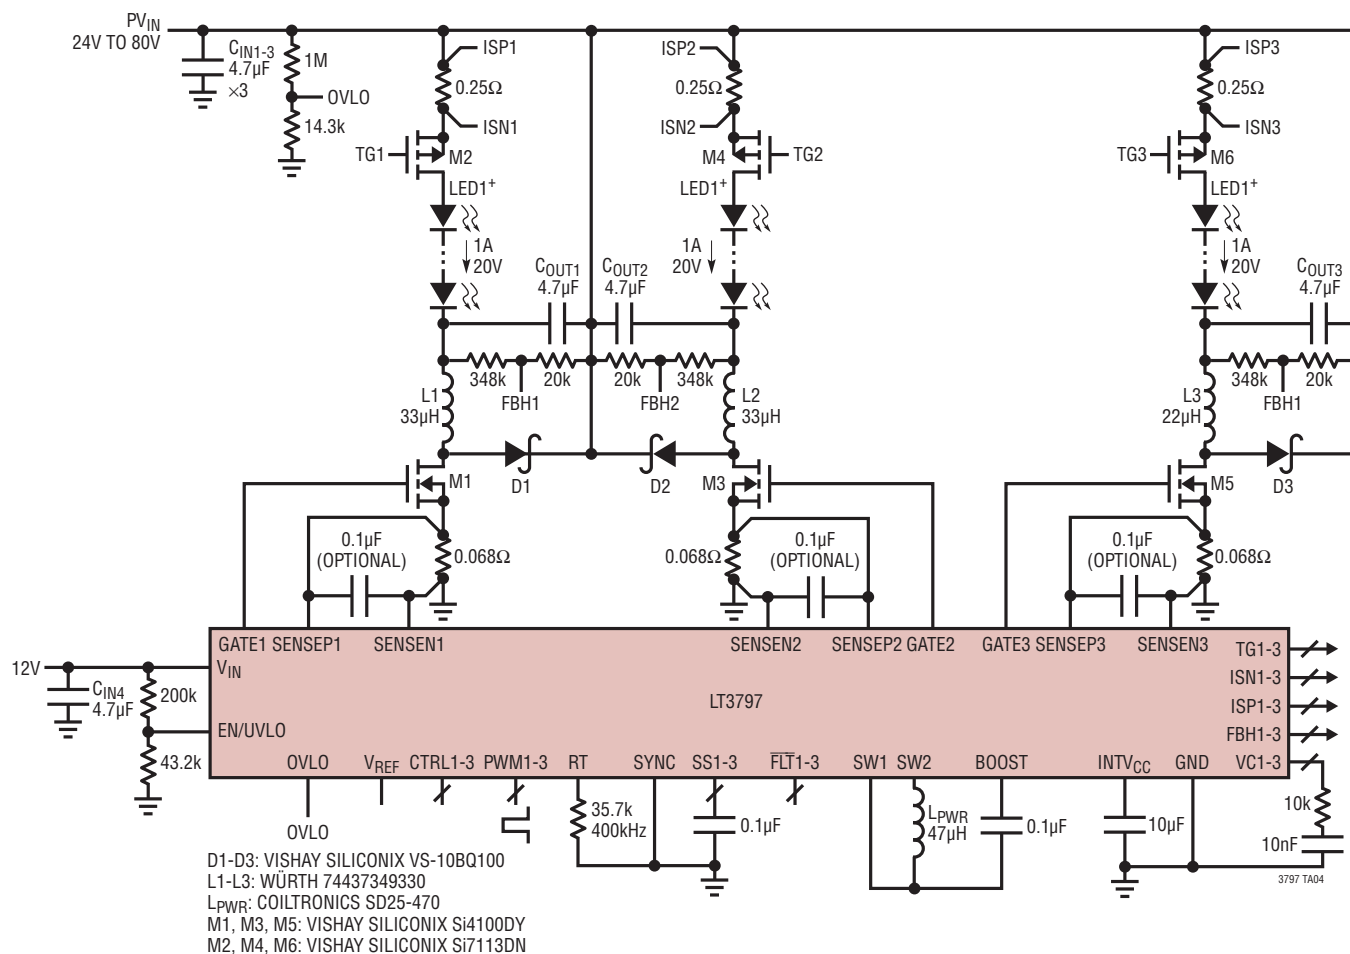 PVIN
24V TO 80V
CIN1-3
4.7µF
×3
1M
OVLO
14.3k
ISP1
0.25Ω
ISN1
TG1
M2
LED1+
1A
20V
ISP2
0.25Ω
ISN2
M4
TG2
LED1+
1A
20V
ISP3
0.25Ω
ISN3
TG3
M6
LED1+
1A
20V
COUT1
4.7µF
COUT2
4.7µF
COUT3
4.7µF
348k
20k
20k
348k
348k
20k
FBH1
FBH2
FBH1
L1
33µH
L2
33µH
L3
22µH
M1
D1
D2
M3
M5
D3
0.1µF
(OPTIONAL)
0.068Ω
0.068Ω
0.1µF
(OPTIONAL)
0.1µF
(OPTIONAL)
0.068Ω
GATE1 SENSEP1 SENSEN1 SENSEN2 SENSEP2 GATE2 GATE3 SENSEP3 SENSEN3
12V
VIN
CIN4
4.7µF
200k
EN/UVLO
43.2k
LT3797
TG1-3
ISN1-3
ISP1-3
FBH1-3
VC1-3
OVLO VREF CTRL1-3 PWM1-3 RT SYNC SS1-3 FLT1-3 SW1 SW2 BOOST INTVCC GND
OVLO
35.7k
400kHz
0.1µF
LPWR
47µH
0.1µF
10µF
10k
10nF
3797 TA04
D1-D3: VISHAY SILICONIX VS-10BQ100
L1-L3: WÜRTH 74437349330
LPWR: COILTRONICS SD25-470
M1, M3, M5: VISHAY SILICONIX Si4100DY
M2, M4, M6: VISHAY SILICONIX Si7113DN